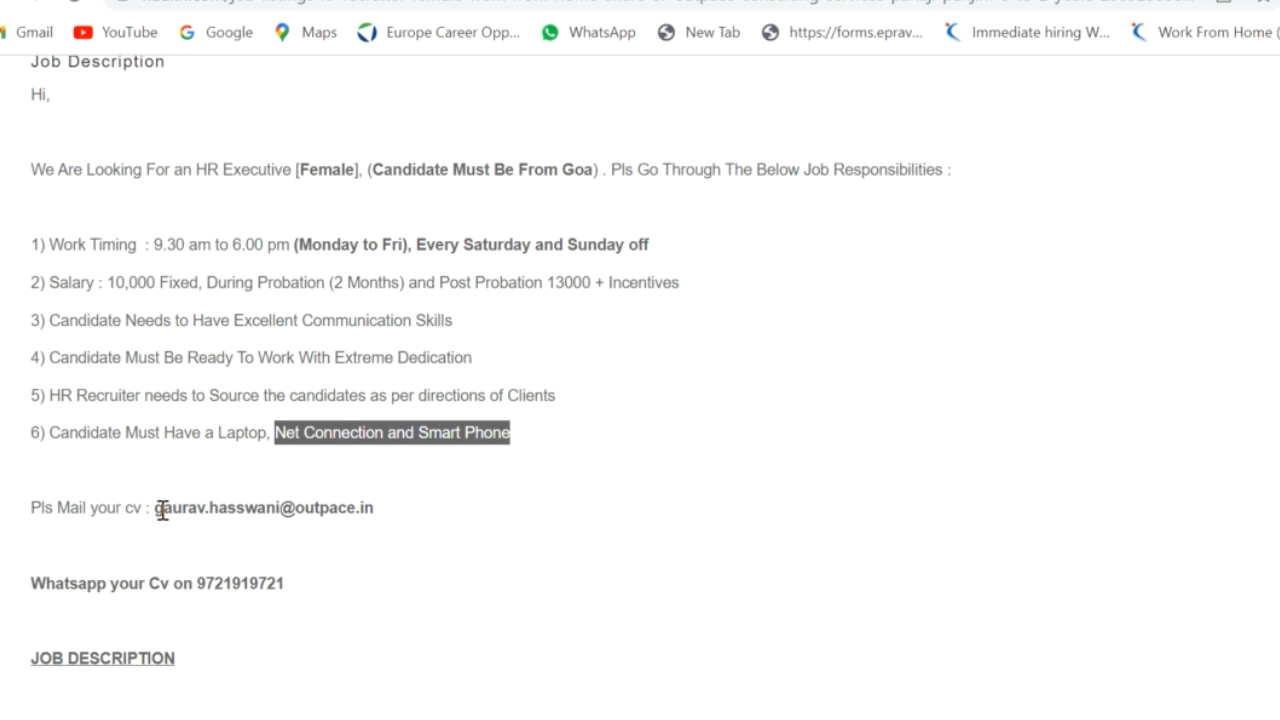 Gmail YouTube Google Maps Europe Career Opp... WhatsApp New Tab https://forms.eprav... Immediate hiring W... Work From Home (
Job Description
Hi,
We Are Looking For an HR Executive [Female], (Candidate Must Be From Goa) . Pls Go Through The Below Job Responsibilities :
1) Work Timing : 9.30 am to 6.00 pm (Monday to Fri), Every Saturday and Sunday off
2) Salary : 10,000 Fixed, During Probation (2 Months) and Post Probation 13000 + Incentives
3) Candidate Needs to Have Excellent Communication Skills
4) Candidate Must Be Ready To Work With Extreme Dedication
5) HR Recruiter needs to Source the candidates as per directions of Clients
6) Candidate Must Have a Laptop, Net Connection and Smart Phone
Pls Mail your cv : gaurav.hasswani@outpace.in
Whatsapp your Cv on 9721919721
JOB DESCRIPTION